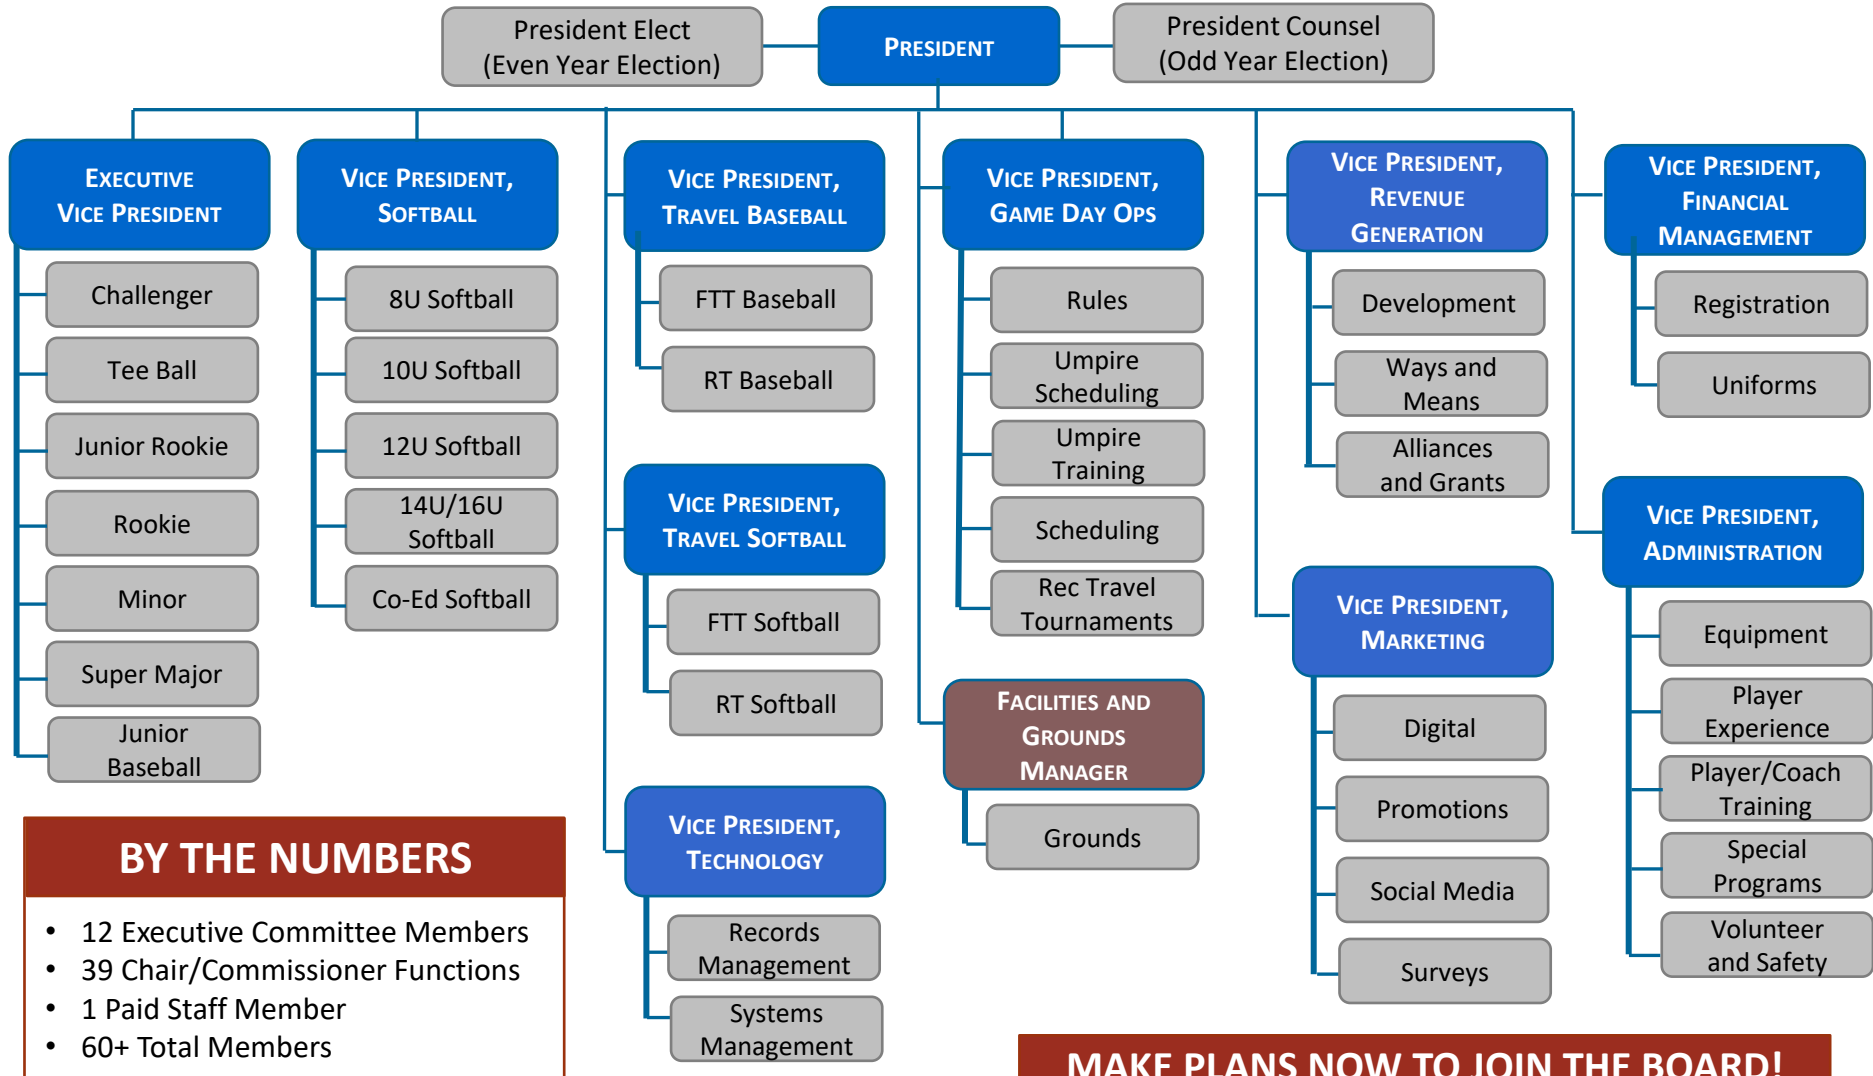 President Elect
(Even Year Election)
PRESIDENT
President Counsel
(Odd Year Election)
EXECUTIVE
VICE PRESIDENT
Challenger
Tee Ball
Junior Rookie
Rookie
Minor
Super Major
Junior
Baseball
VICE PRESIDENT,
SOFTBALL
8U Softball
10U Softball
12U Softball
14U/16U
Softball
Co-Ed Softball
VICE PRESIDENT,
TRAVEL BASEBALL
FTT Baseball
RT Baseball
VICE PRESIDENT,
TRAVEL SOFTBALL
FTT Softball
RT Softball
VICE PRESIDENT,
TECHNOLOGY
Records
Management
Systems
Management
VICE PRESIDENT,
GAME DAY OPS
Rules
Umpire
Scheduling
Umpire
Training
Scheduling
Rec Travel
Tournaments
FACILITIES AND
GROUNDS
MANAGER
Grounds
VICE PRESIDENT,
REVENUE
GENERATION
Development
Ways and
Means
Alliances
and Grants
VICE PRESIDENT,
MARKETING
Digital
Promotions
Social Media
Surveys
VICE PRESIDENT,
FINANCIAL
MANAGEMENT
Registration
Uniforms
VICE PRESIDENT,
ADMINISTRATION
Equipment
Player
Experience
Player/Coach
Training
Special
Programs
Volunteer
and Safety
BY THE NUMBERS
• 12 Executive Committee Members
• 39 Chair/Commissioner Functions
• 1 Paid Staff Member
• 60+ Total Members
MAKE PLANS NOW TO JOIN THE BOARD!